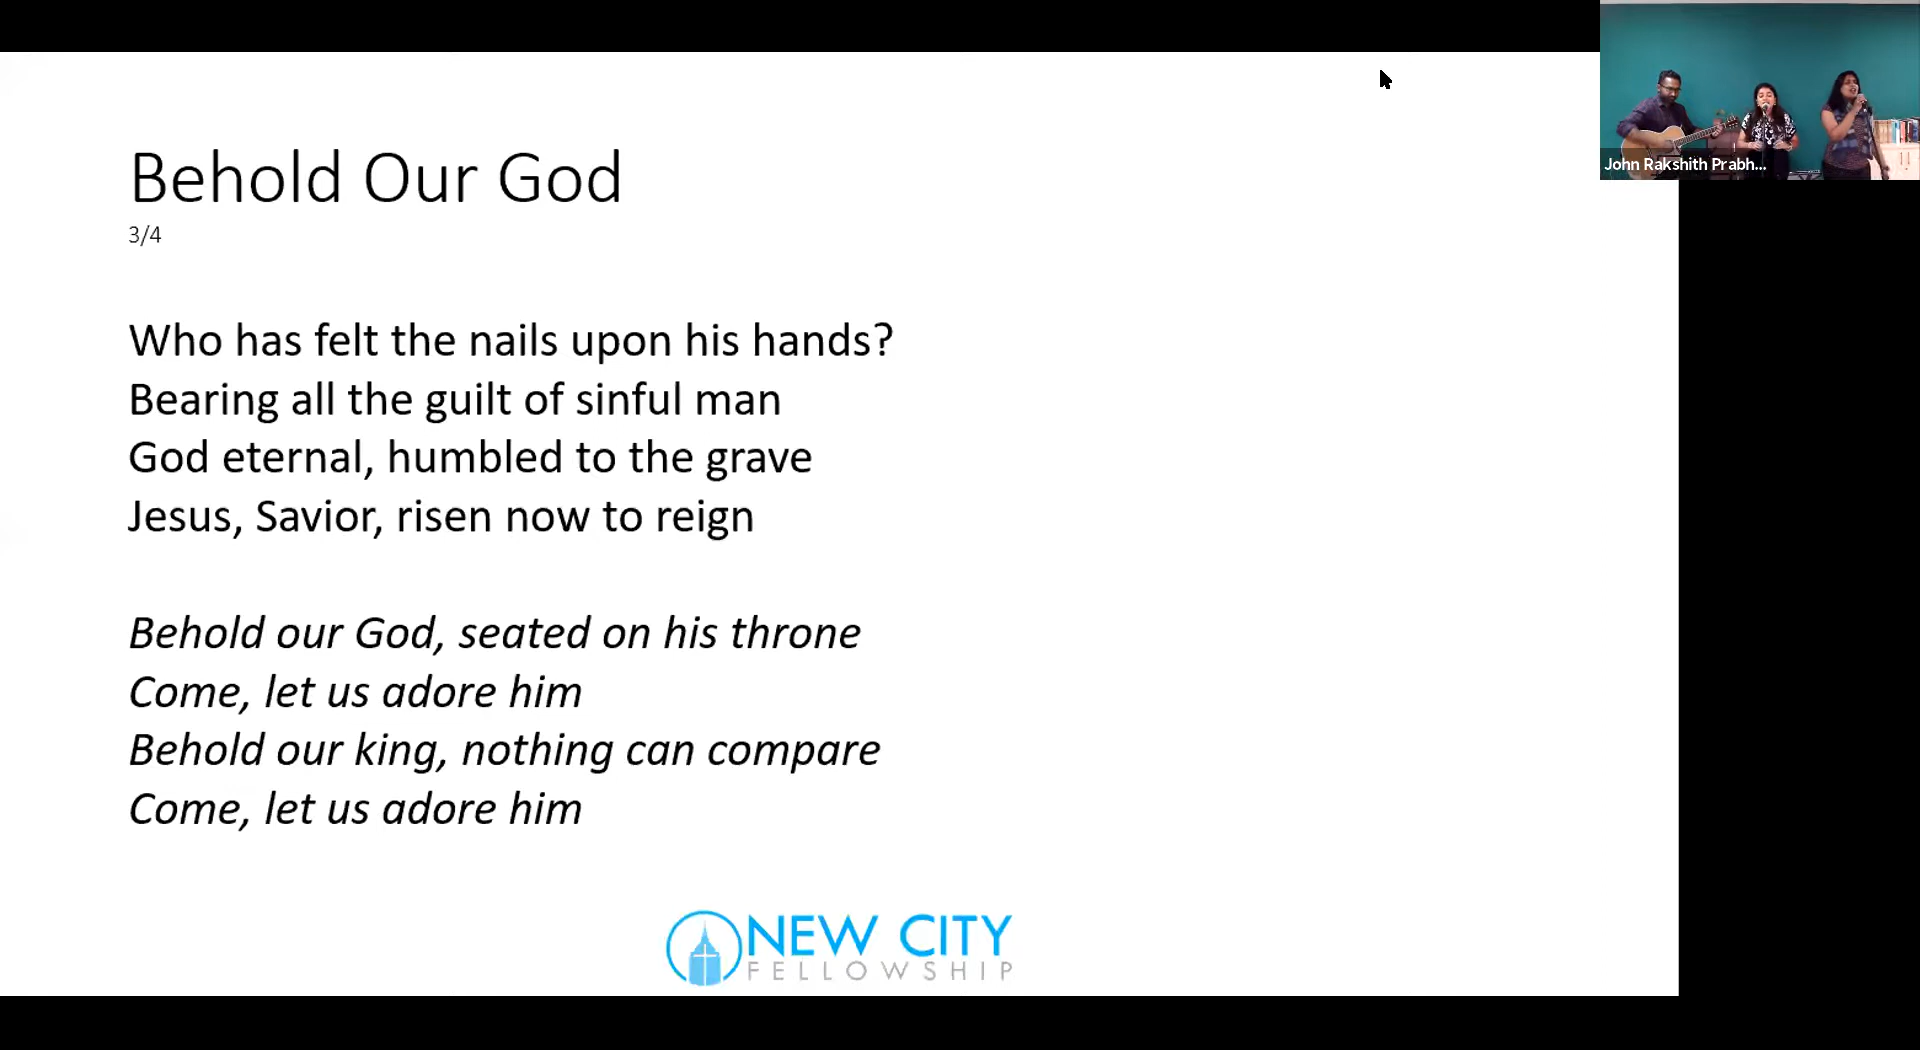 John Rakshith Prabh...
Behold Our God
3/4
Who has felt the nails upon his hands?
Bearing all the guilt of sinful man
God eternal, humbled to the grave
Jesus, Savior, risen now to reign
Behold our God, seated on his throne
Come, let us adore him
Behold our king, nothing can compare
Come, let us adore him
NEW CITY
FELLOWSHIP